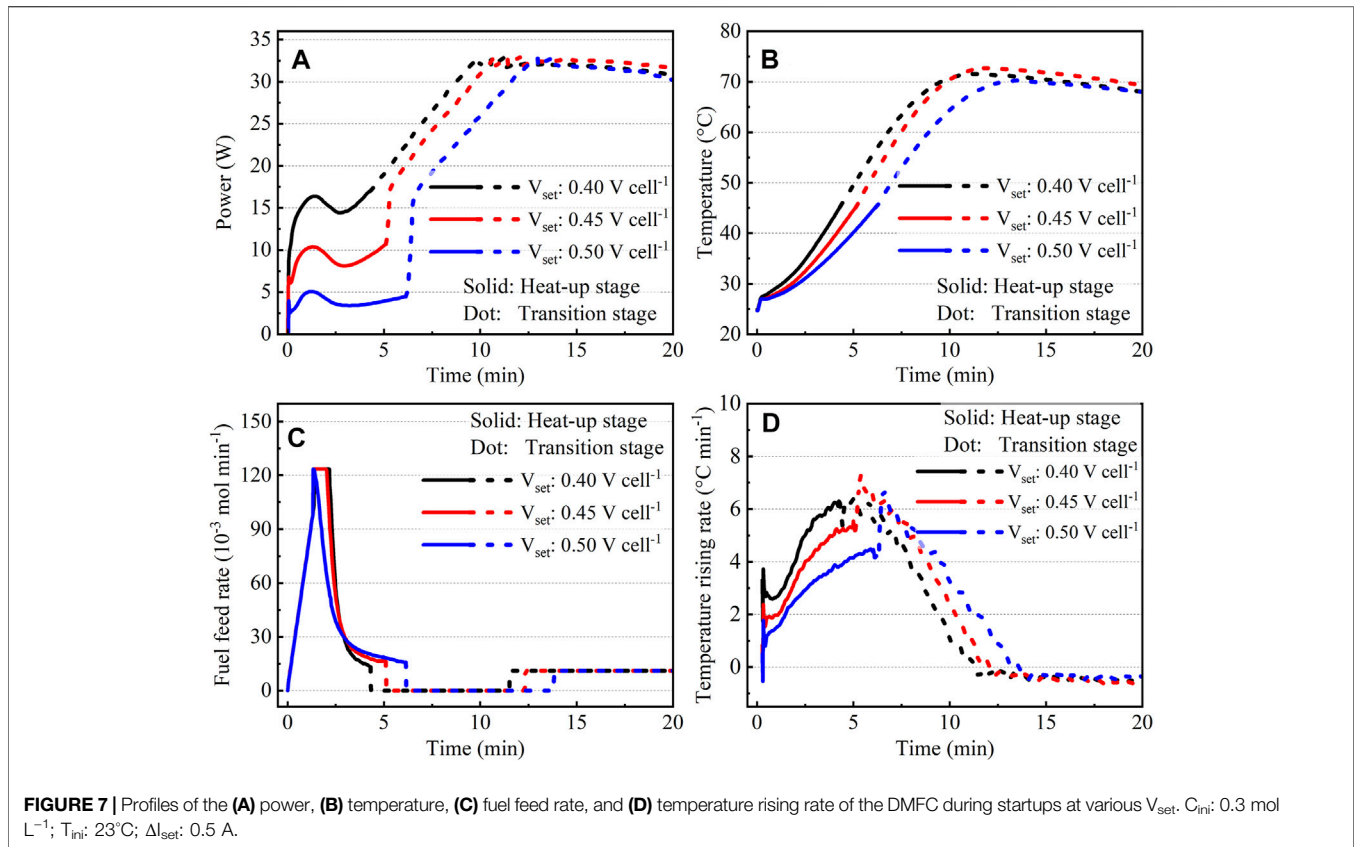 A
Power (W)
35
30
25
20
15
10
5
0
V_set: 0.40 V cell⁻¹
V_set: 0.45 V cell⁻¹
V_set: 0.50 V cell⁻¹
Solid: Heat-up stage
Dot: Transition stage
0 5 10 15 20
Time (min)
B
Temperature (°C)
80
70
60
50
40
30
20
V_set: 0.40 V cell⁻¹
V_set: 0.45 V cell⁻¹
V_set: 0.50 V cell⁻¹
Solid: Heat-up stage
Dot: Transition stage
0 5 10 15 20
Time (min)
C
Fuel feed rate (10⁻³ mol min⁻¹)
150
120
90
60
30
0
Solid: Heat-up stage
Dot: Transition stage
V_set: 0.40 V cell⁻¹
V_set: 0.45 V cell⁻¹
V_set: 0.50 V cell⁻¹
0 5 10 15 20
Time (min)
D
Temperature rising rate (°C min⁻¹)
10
8
6
4
2
0
Solid: Heat-up stage
Dot: Transition stage
V_set: 0.40 V cell⁻¹
V_set: 0.45 V cell⁻¹
V_set: 0.50 V cell⁻¹
0 5 10 15 20
Time (min)
FIGURE 7 | Profiles of the (A) power, (B) temperature, (C) fuel feed rate, and (D) temperature rising rate of the DMFC during startups at various V_set. C_ini: 0.3 mol
L⁻¹; T_ini: 23°C; ΔI_set: 0.5 A.